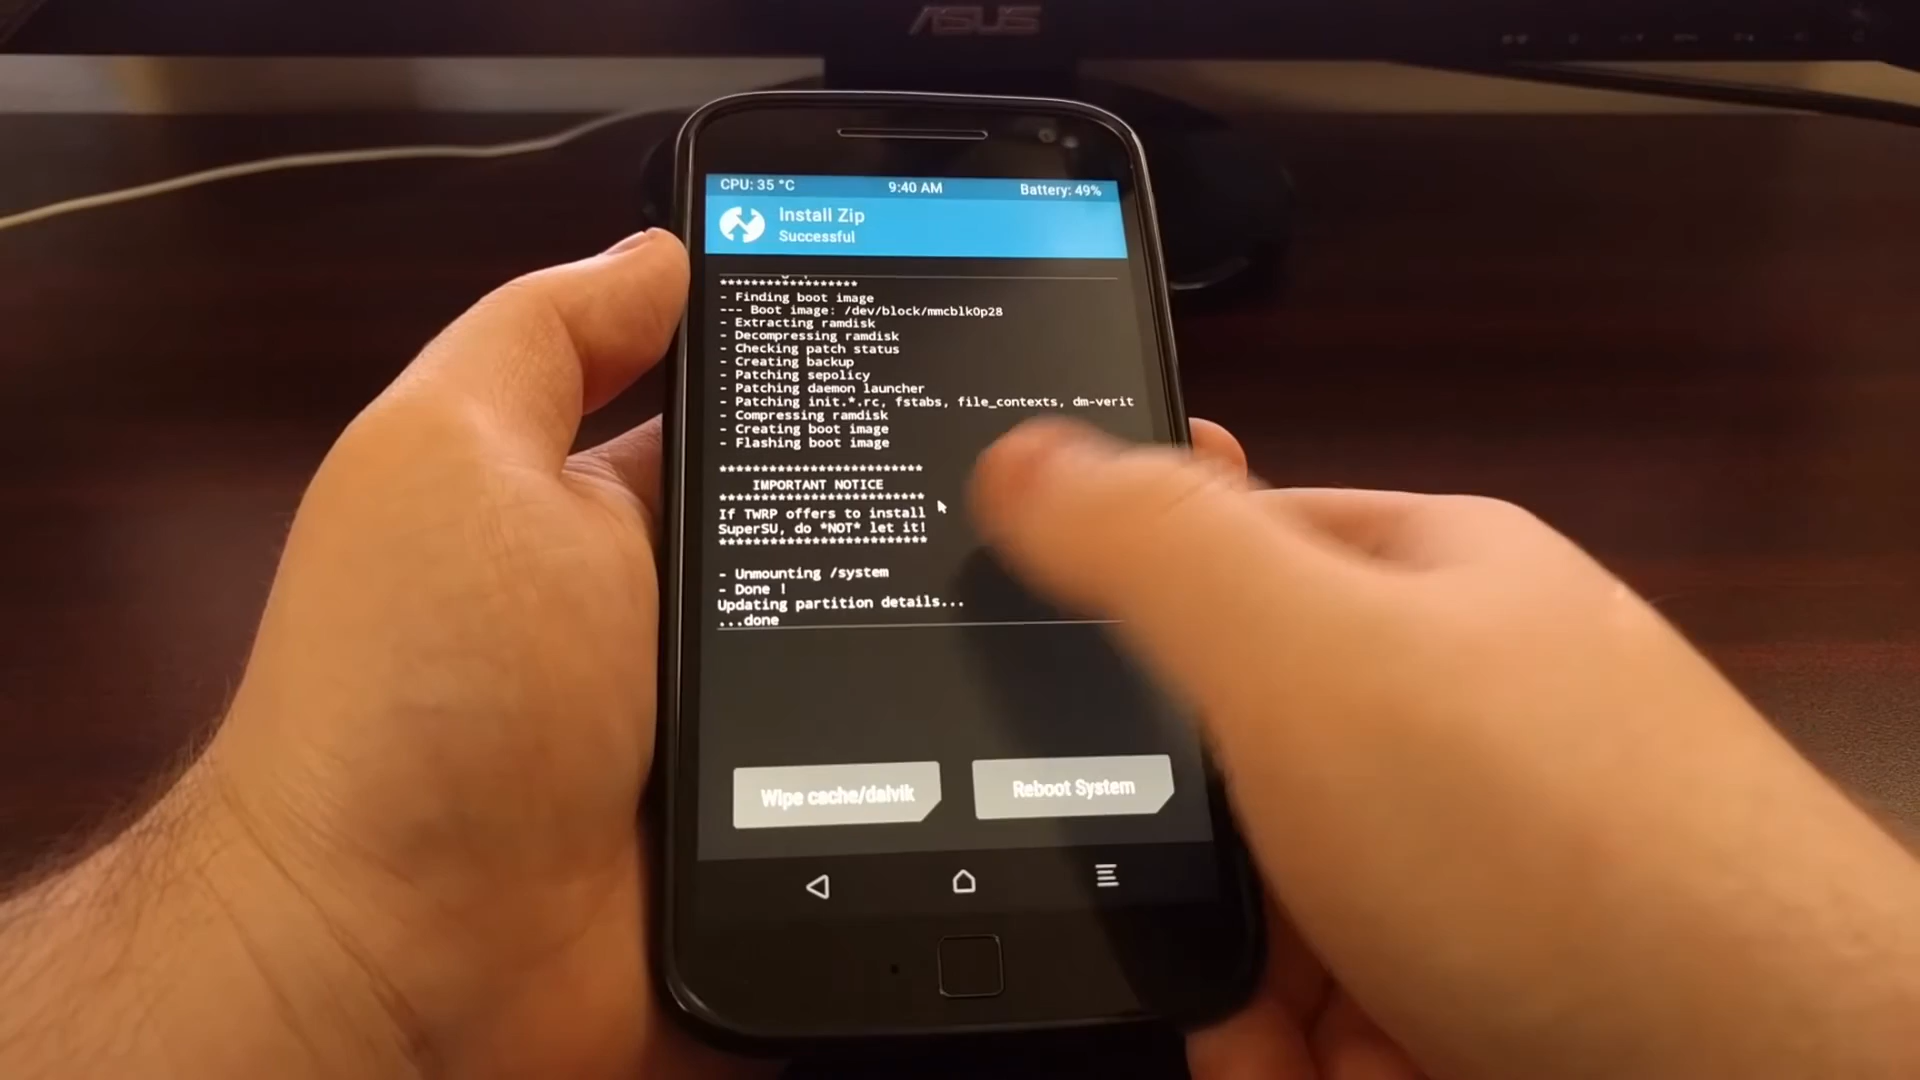 ASUS
CPU: 35 °C 9:40 AM Battery: 49%
Install Zip
Successful
******************
- Finding boot image
--- Boot image: /dev/block/mmcblk0p28
- Extracting ramdisk
- Decompressing ramdisk
- Checking patch status
- Creating backup
- Patching sepolicy
- Patching daemon launcher
- Patching init.*.rc, fstabs, file_contexts, dm-verit
- Compressing ramdisk
- Creating boot image
- Flashing boot image
**************************
IMPORTANT NOTICE
**************************
If TWRP offers to install
SuperSU, do *NOT* let it!
**************************
- Unmounting /system
- Done !
Updating partition details...
...done
Wipe cache/dalvik
Reboot System